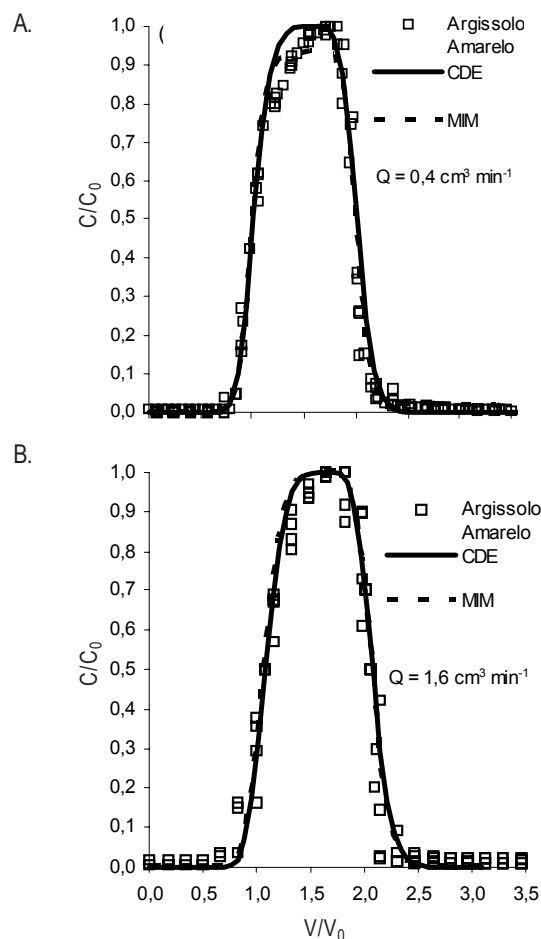 A.
(
1,0
0,9
0,8
0,7
0,6
0,5
0,4
0,3
0,2
0,1
0,0
C/C0
Argissolo
Amarelo
CDE
MIM
Q = 0,4 cm³ min⁻¹
B.
1,0
0,9
0,8
0,7
0,6
0,5
0,4
0,3
0,2
0,1
0,0
C/C0
Argissolo
Amarelo
CDE
MIM
Q = 1,6 cm³ min⁻¹
0,0 0,5 1,0 1,5 2,0 2,5 3,0 3,5
V/V0